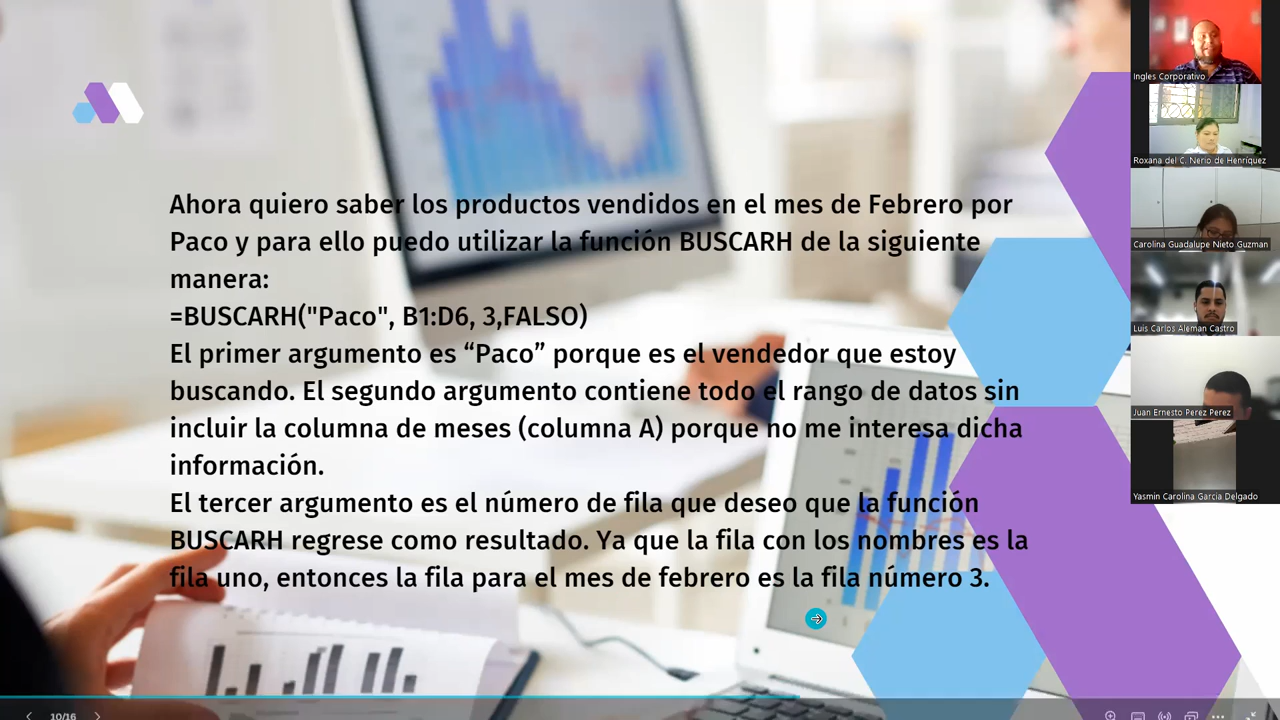 Ahora quiero saber los productos vendidos en el mes de Febrero por
Paco y para ello puedo utilizar la función BUSCARH de la siguiente
manera:
=BUSCARH("Paco", B1:D6, 3,FALSO)
El primer argumento es “Paco” porque es el vendedor que estoy
buscando. El segundo argumento contiene todo el rango de datos sin
incluir la columna de meses (columna A) porque no me interesa dicha
información.
El tercer argumento es el número de fila que deseo que la función
BUSCARH regrese como resultado. Ya que la fila con los nombres es la
fila uno, entonces la fila para el mes de febrero es la fila número 3.
Ingles Corporativo
Roxana del C. Nerio de Henríquez
Carolina Guadalupe Nieto Guzman
Luis Carlos Aleman Castro
Juan Ernesto Perez Perez
Yasmin Carolina Garcia Delgado
10/16